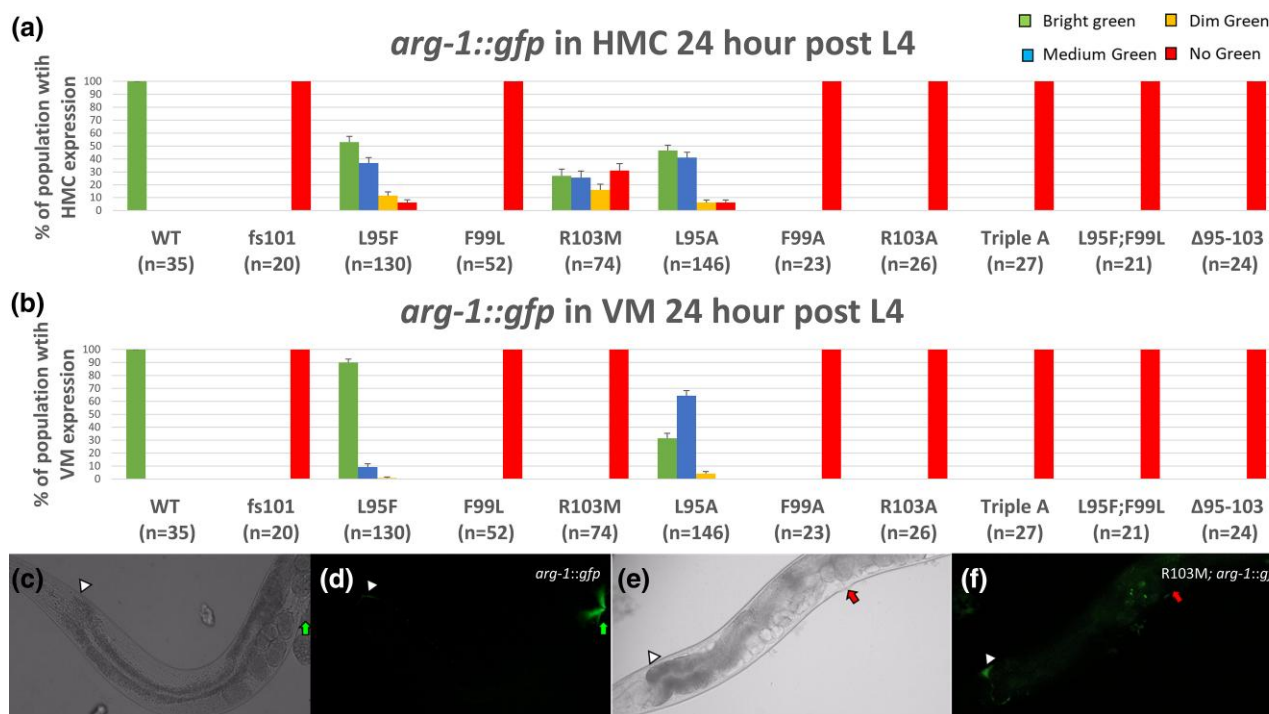 (a)
arg-1::gfp in HMC 24 hour post L4
Bright green
Dim Green
Medium Green
No Green
% of population wtih
HMC expression
100
90
80
70
60
50
40
30
20
10
0
WT fs101 L95F F99L R103M L95A F99A R103A Triple A L95F;F99L Δ95-103
(n=35) (n=20) (n=130) (n=52) (n=74) (n=146) (n=23) (n=26) (n=27) (n=21) (n=24)
(b)
arg-1::gfp in VM 24 hour post L4
% of population wtih
VM expression
100
90
80
70
60
50
40
30
20
10
0
WT fs101 L95F F99L R103M L95A F99A R103A Triple A L95F;F99L Δ95-103
(n=35) (n=20) (n=130) (n=52) (n=74) (n=146) (n=23) (n=26) (n=27) (n=21) (n=24)
(c)
(d)
arg-1::gfp
(e)
(f)
R103M; arg-1::g